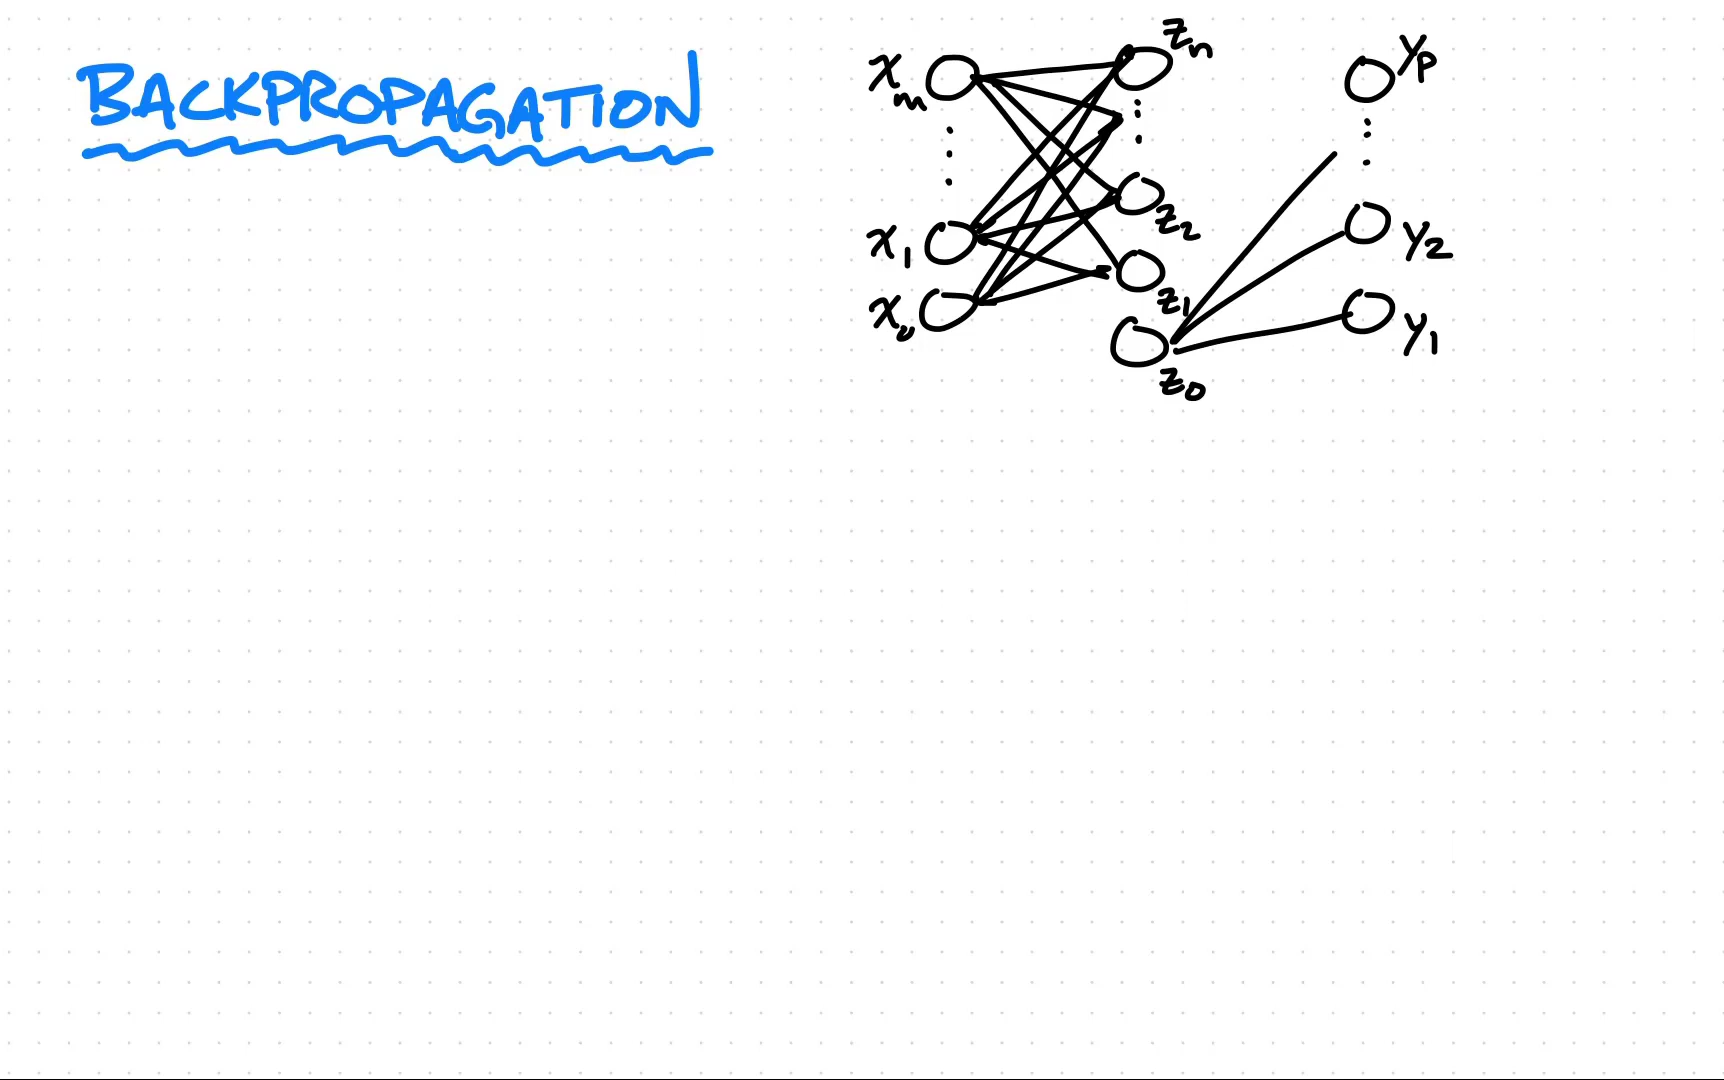 BACKPROPAGATION
xₘ
zₙ
yₚ
x₁
z₂
y₂
x₀
z₁
y₁
z₀